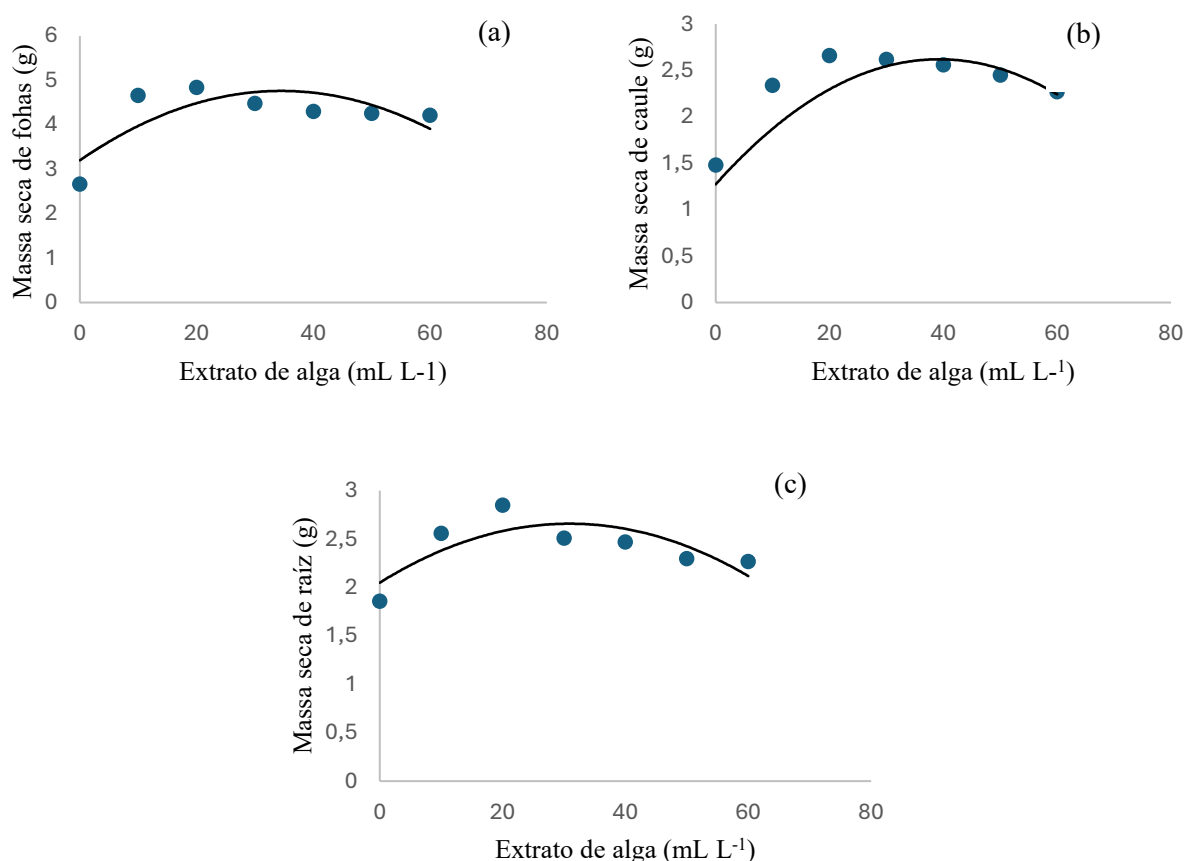 (a)
Massa seca de fohas (g)
6
5
4
3
2
1
0
0 20 40 60 80
Extrato de alga (mL L-1)
(b)
Massa seca de caule (g)
3
2,5
2
1,5
1
0,5
0
0 20 40 60 80
Extrato de alga (mL L-¹)
(c)
Massa seca de raíz (g)
3
2,5
2
1,5
1
0,5
0
0 20 40 60 80
Extrato de alga (mL L⁻¹)